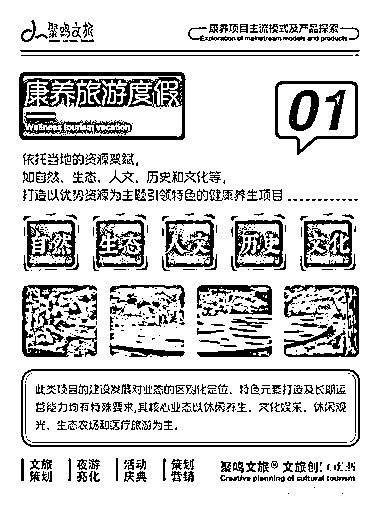 聚鸣文旅
康养项目主流模式及产品探索
Exploration of mainstream models and products
康养旅游度假
Wellness tourist vacation
01
依托当地的资源禀赋，
如自然、生态、人文、历史和文化等，
打造以优势资源为主题引领特色的健康养生项目
自然 生态 人文 历史 文化
此类项目的建设发展对业态的区别化定位、特色元素打造及长期运
营能力均有特殊要求,其核心业态以休闲养生、文化娱乐、休闲观
光、生态农场和医疗旅游为主。
文旅策划 夜游亮化 活动庆典 策划营销
聚鸣文旅® 文旅创
Creative planning of cultural tourism